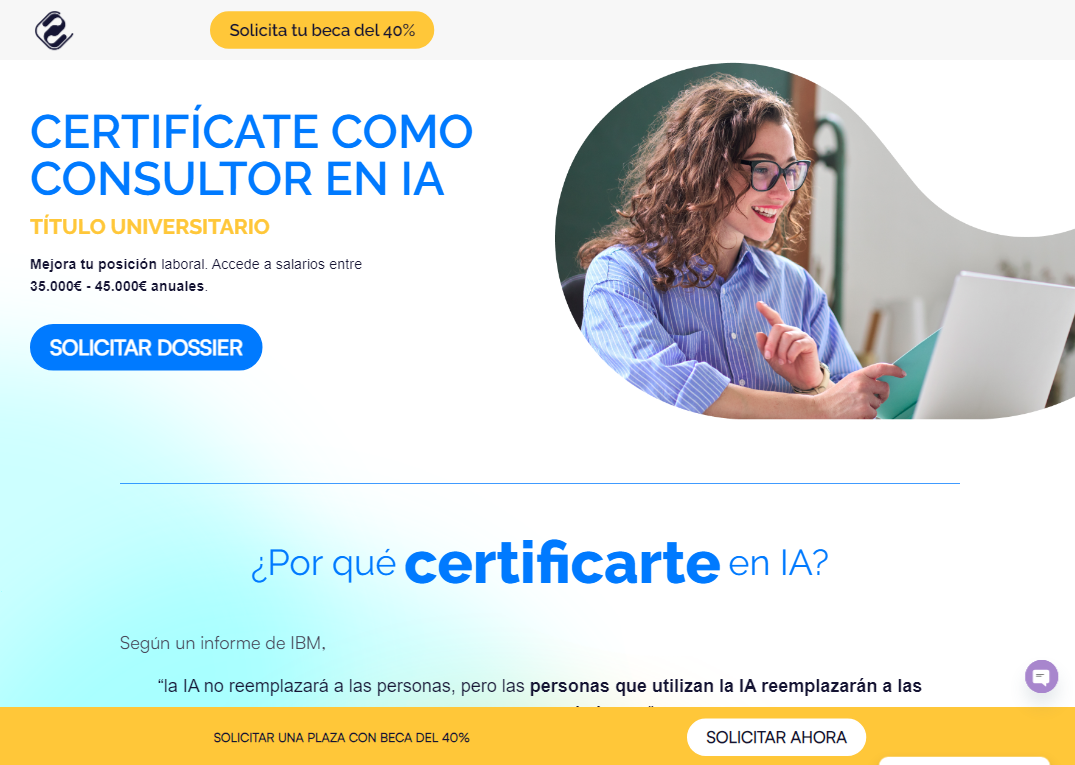 Solicita tu beca del 40%
CERTIFÍCATE COMO
CONSULTOR EN IA
TÍTULO UNIVERSITARIO
Mejora tu posición laboral. Accede a salarios entre
35.000€ - 45.000€ anuales.
SOLICITAR DOSSIER
¿Por qué certificarte en IA?
Según un informe de IBM,
“la IA no reemplazará a las personas, pero las personas que utilizan la IA reemplazarán a las
SOLICITAR UNA PLAZA CON BECA DEL 40%
SOLICITAR AHORA